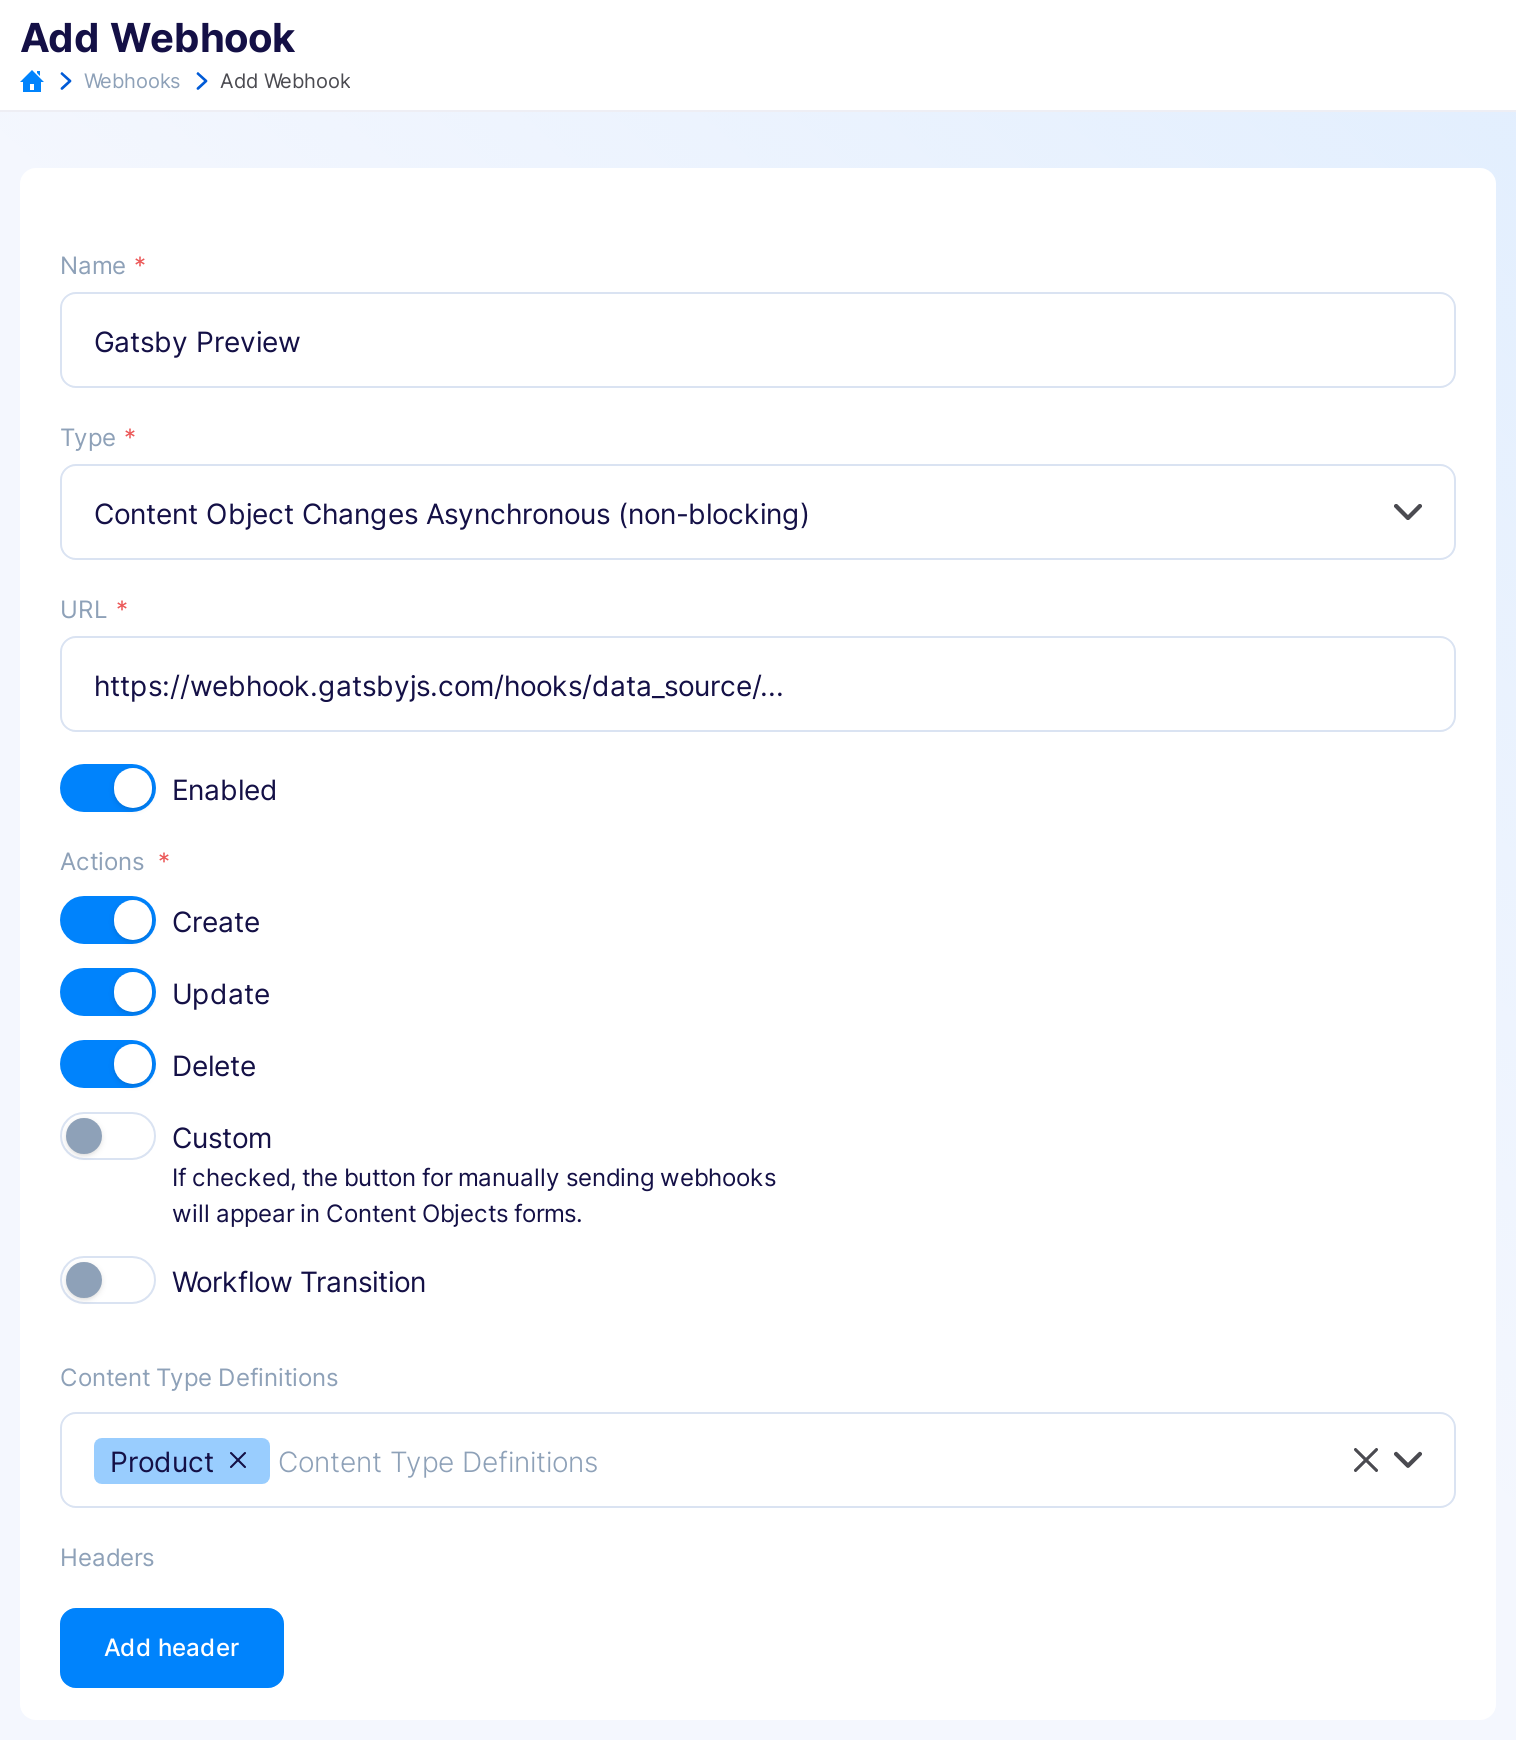 Add Webhook
Webhooks Add Webhook
Name *
Gatsby Preview
Type *
Content Object Changes Asynchronous (non-blocking)
URL *
https://webhook.gatsbyjs.com/hooks/data_source/...
Enabled
Actions *
Create
Update
Delete
Custom
If checked, the button for manually sending webhooks
will appear in Content Objects forms.
Workflow Transition
Content Type Definitions
Product Content Type Definitions
Headers
Add header